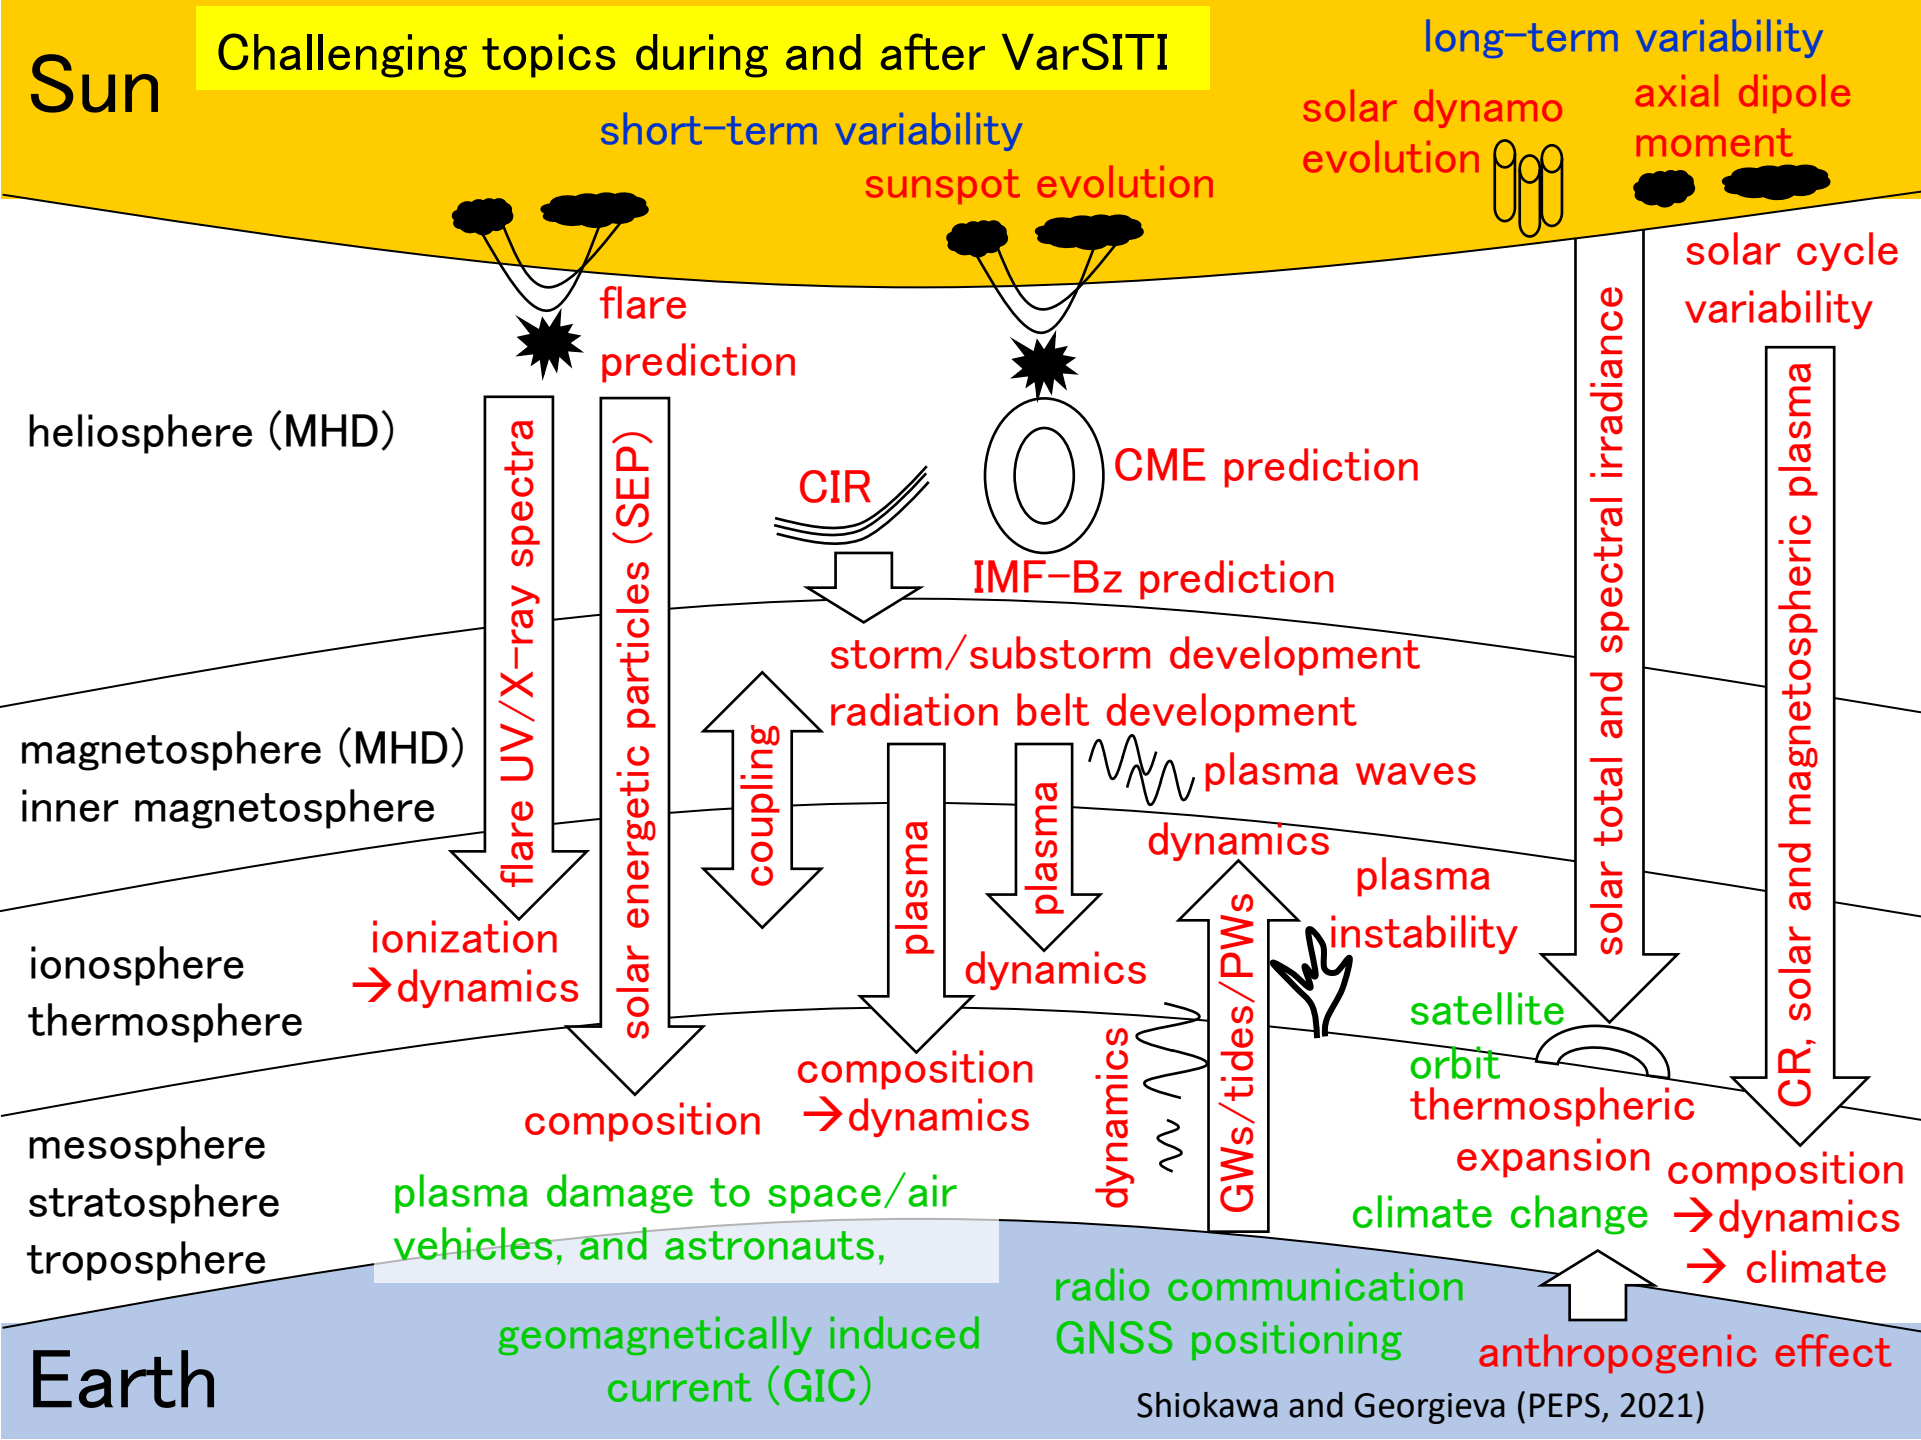 Sun
Challenging topics during and after VarSITI
long-term variability
short-term variability
sunspot evolution
solar dynamo
evolution
axial dipole
moment
solar cycle
variability
flare
prediction
heliosphere (MHD)
flare UV/X-ray spectra
solar energetic particles (SEP)
CIR
CME prediction
IMF-Bz prediction
solar total and spectral irradiance
CR, solar and magnetospheric plasma
storm/substorm development
radiation belt development
magnetosphere (MHD)
inner magnetosphere
coupling
plasma
plasma
plasma waves
dynamics
plasma
instability
ionization
→dynamics
dynamics
ionosphere
thermosphere
GWs/tides/PWs
dynamics
satellite
orbit
thermospheric
expansion
composition
composition
→dynamics
mesosphere
stratosphere
troposphere
plasma damage to space/air
vehicles, and astronauts,
climate change
composition
→dynamics
→ climate
radio communication
GNSS positioning
geomagnetically induced
current (GIC)
anthropogenic effect
Earth
Shiokawa and Georgieva (PEPS, 2021)